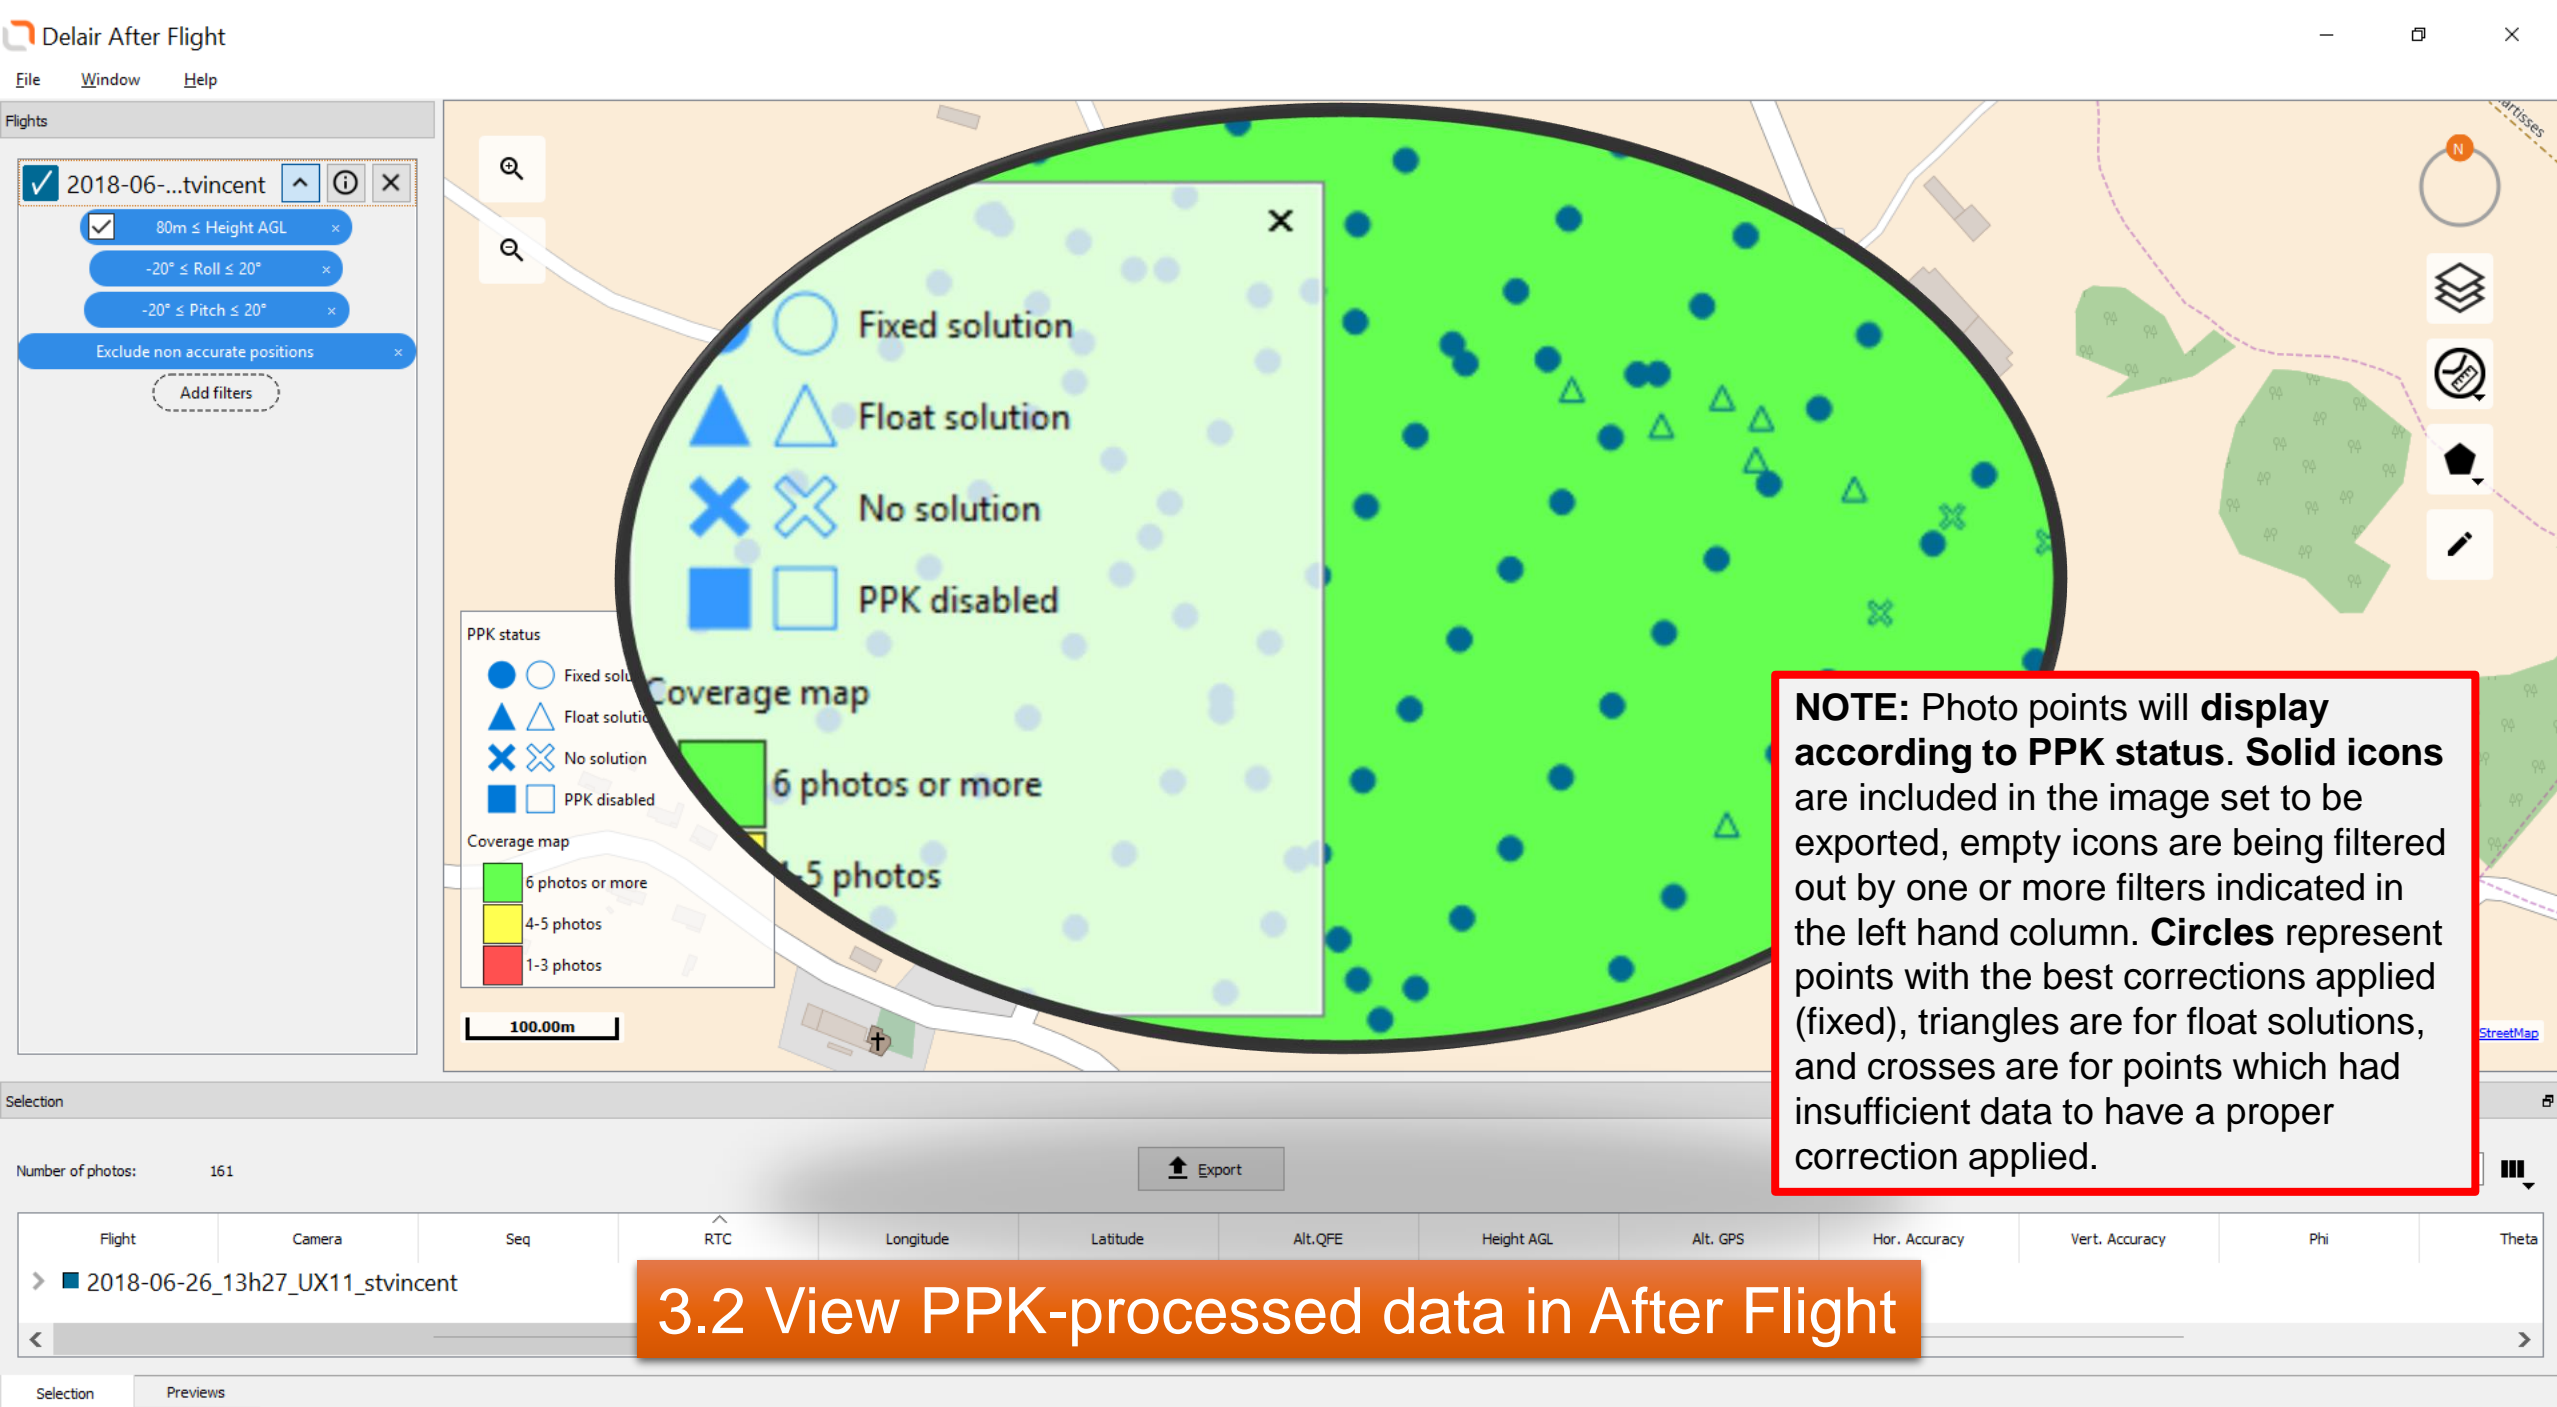 Delair After Flight
File Window Help
Flights
2018-06-...tvincent
80m ≤ Height AGL ×
-20° ≤ Roll ≤ 20° ×
-20° ≤ Pitch ≤ 20° ×
Exclude non accurate positions ×
Add filters
N
Fixed solution
Float solution
No solution
PPK disabled
Coverage map
6 photos or more
-5 photos
PPK status
Fixed solu
Float solutio
No solution
PPK disabled
Coverage map
6 photos or more
4-5 photos
1-3 photos
100.00m
artisses
StreetMap
NOTE: Photo points will display
according to PPK status. Solid icons
are included in the image set to be
exported, empty icons are being filtered
out by one or more filters indicated in
the left hand column. Circles represent
points with the best corrections applied
(fixed), triangles are for float solutions,
and crosses are for points which had
insufficient data to have a proper
correction applied.
Selection
Number of photos: 161
Export
Flight Camera Seq RTC Longitude Latitude Alt.QFE Height AGL Alt. GPS Hor. Accuracy Vert. Accuracy Phi Theta
2018-06-26_13h27_UX11_stvincent
3.2 View PPK-processed data in After Flight
Selection Previews